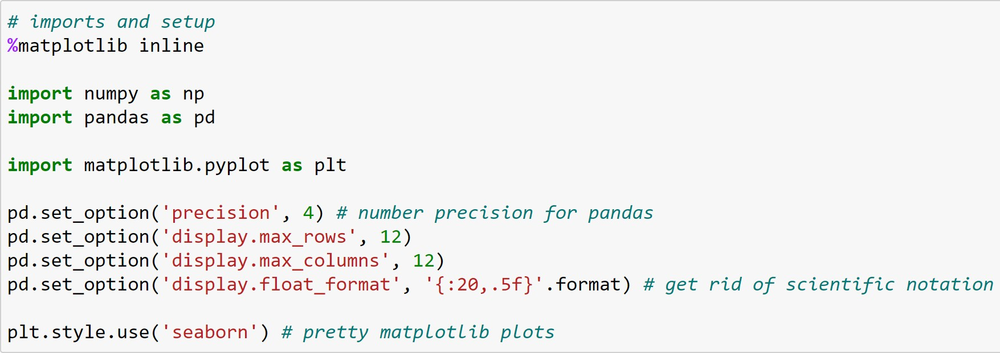 # imports and setup
%matplotlib inline
import numpy as np
import pandas as pd
import matplotlib.pyplot as plt
pd.set_option('precision', 4) # number precision for pandas
pd.set_option('display.max_rows', 12)
pd.set_option('display.max_columns', 12)
pd.set_option('display.float_format', '{:20,.5f}'.format) # get rid of scientific notation
plt.style.use('seaborn') # pretty matplotlib plots